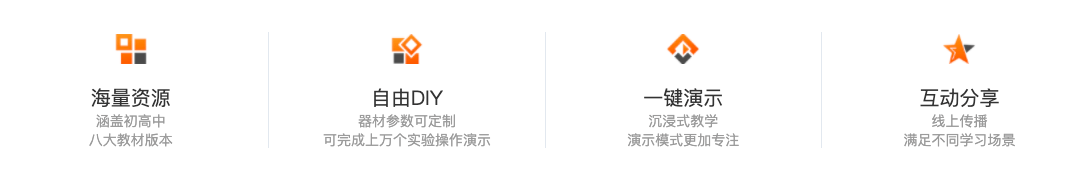 海量资源
涵盖初高中
八大教材版本
自由DIY
器材参数可定制
可完成上万个实验操作演示
一键演示
沉浸式教学
演示模式更加专注
互动分享
线上传播
满足不同学习场景